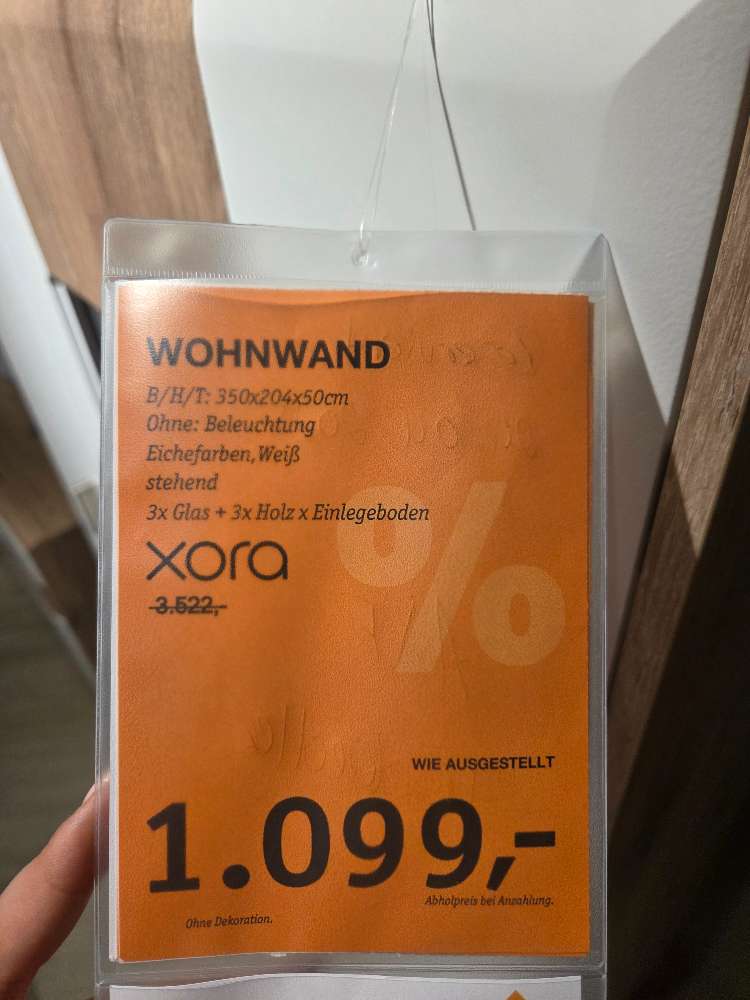 WOHNWAND
B/H/T: 350x204x50cm
Ohne: Beleuchtung
Eichefarben,Weiß
stehend
3x Glas + 3x Holz x Einlegeboden
xora
3.522,-
%
WIE AUSGESTELLT
1.099,-
Abholpreis bei Anzahlung.
Ohne Dekoration.